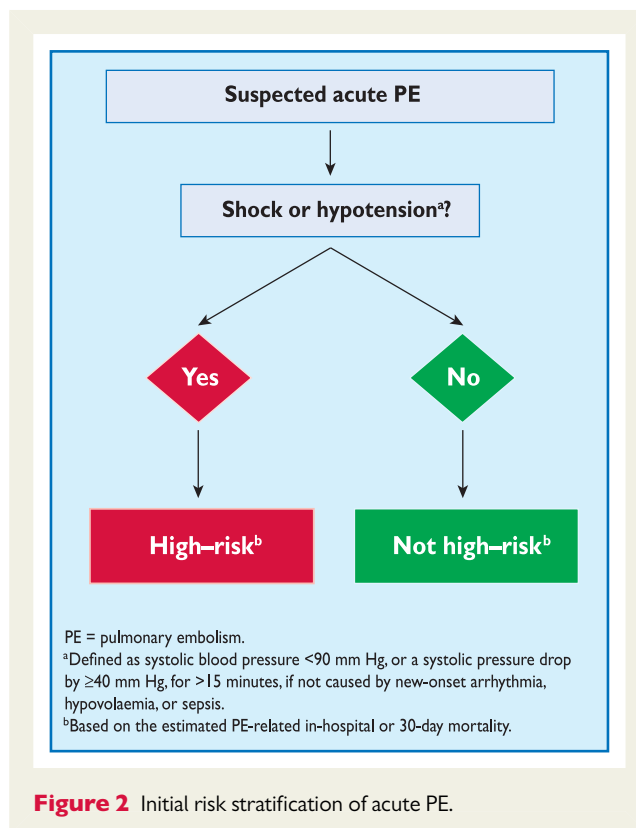 Suspected acute PE
Shock or hypotensionᵃ?
Yes
No
High–riskᵇ
Not high–riskᵇ
PE = pulmonary embolism.
ᵃDefined as systolic blood pressure <90 mm Hg, or a systolic pressure drop
by ≥40 mm Hg, for >15 minutes, if not caused by new-onset arrhythmia,
hypovolaemia, or sepsis.
ᵇBased on the estimated PE-related in-hospital or 30-day mortality.
Figure 2 Initial risk stratification of acute PE.